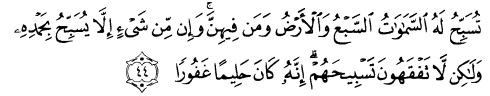 تُسَبِّحُ لَهُ ٱلسَّمَـٰوَٰتُ ٱلسَّبْعُ وَٱلْأَرْضُ وَمَن فِيهِنَّ ۚ وَإِن مِّن شَىْءٍ إِلَّا يُسَبِّحُ بِحَمْدِهِۦ
وَلَـٰكِن لَّا تَفْقَهُونَ تَسْبِيحَهُمْ ۗ إِنَّهُۥ كَانَ حَلِيمًا غَفُورًا ﴿٤٤﴾